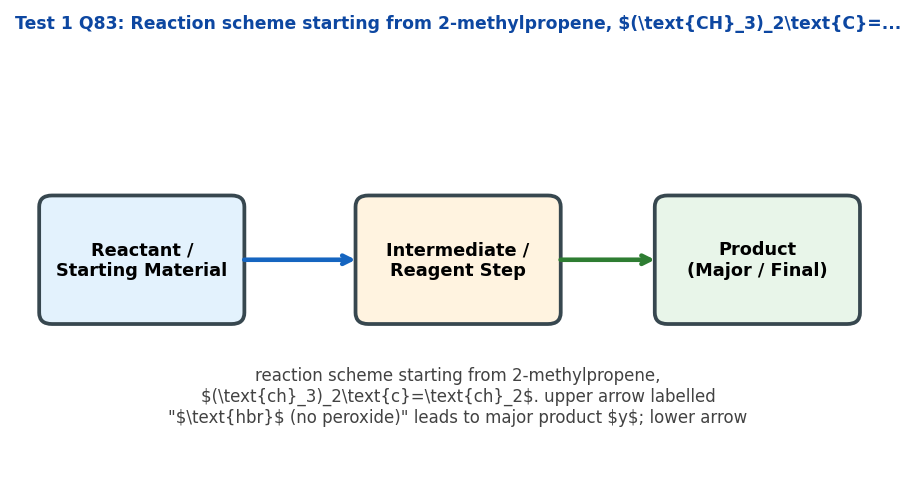 Test 1 Q83: Reaction scheme starting from 2-methylpropene, $(\text{CH}_3)_2\text{C}=...
Reactant /
Starting Material
Intermediate /
Reagent Step
Product
(Major / Final)
reaction scheme starting from 2-methylpropene,
$(\text{ch}_3)_2\text{c}=\text{ch}_2$. upper arrow labelled
"$\text{hbr}$ (no peroxide)" leads to major product $y$; lower arrow